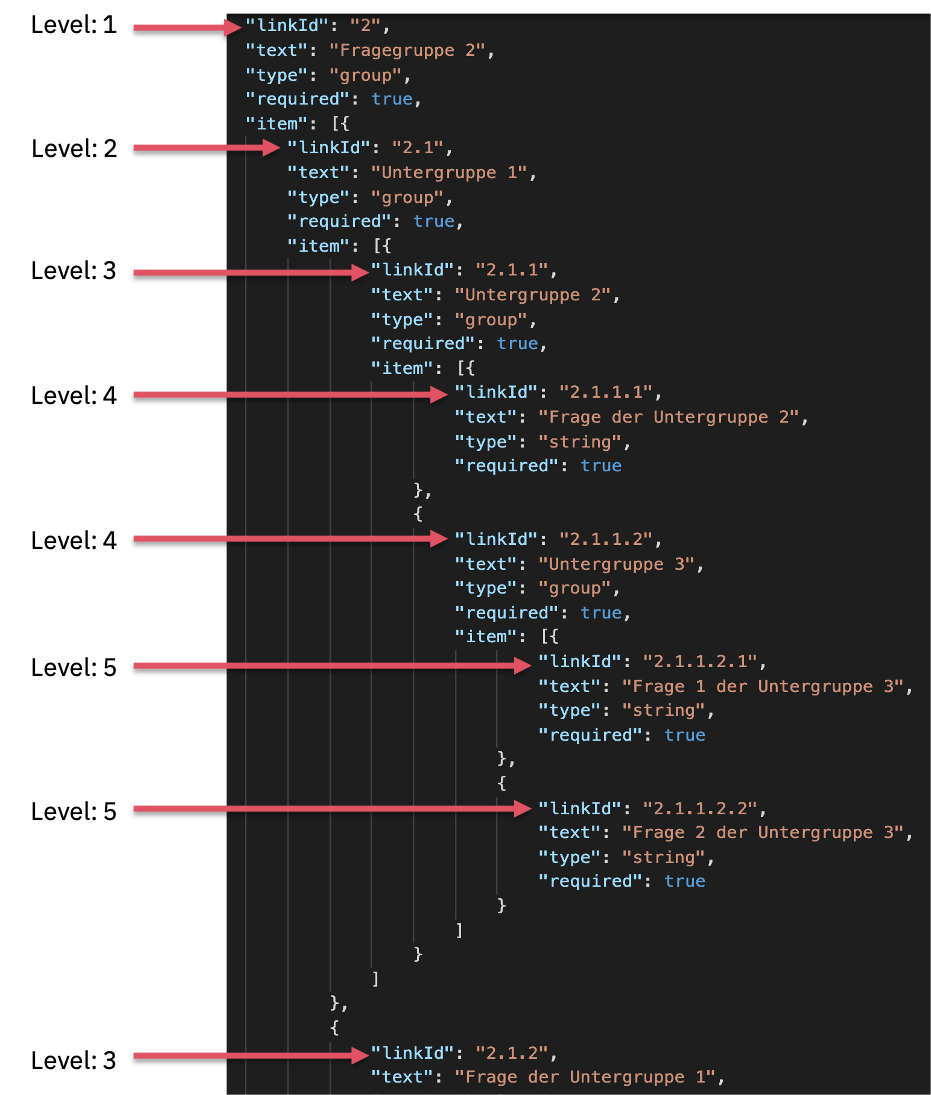 Level: 1 "linkId": "2",
"text": "Fragegruppe 2",
"type": "group",
"required": true,
"item": [{
Level: 2 "linkId": "2.1",
"text": "Untergruppe 1",
"type": "group",
"required": true,
"item": [{
Level: 3 "linkId": "2.1.1",
"text": "Untergruppe 2",
"type": "group",
"required": true,
"item": [{
Level: 4 "linkId": "2.1.1.1",
"text": "Frage der Untergruppe 2",
"type": "string",
"required": true
},
{
Level: 4 "linkId": "2.1.1.2",
"text": "Untergruppe 3",
"type": "group",
"required": true,
"item": [{
Level: 5 "linkId": "2.1.1.2.1",
"text": "Frage 1 der Untergruppe 3",
"type": "string",
"required": true
},
{
Level: 5 "linkId": "2.1.1.2.2",
"text": "Frage 2 der Untergruppe 3",
"type": "string",
"required": true
}
]
}
]
},
{
Level: 3 "linkId": "2.1.2",
"text": "Frage der Untergruppe 1",